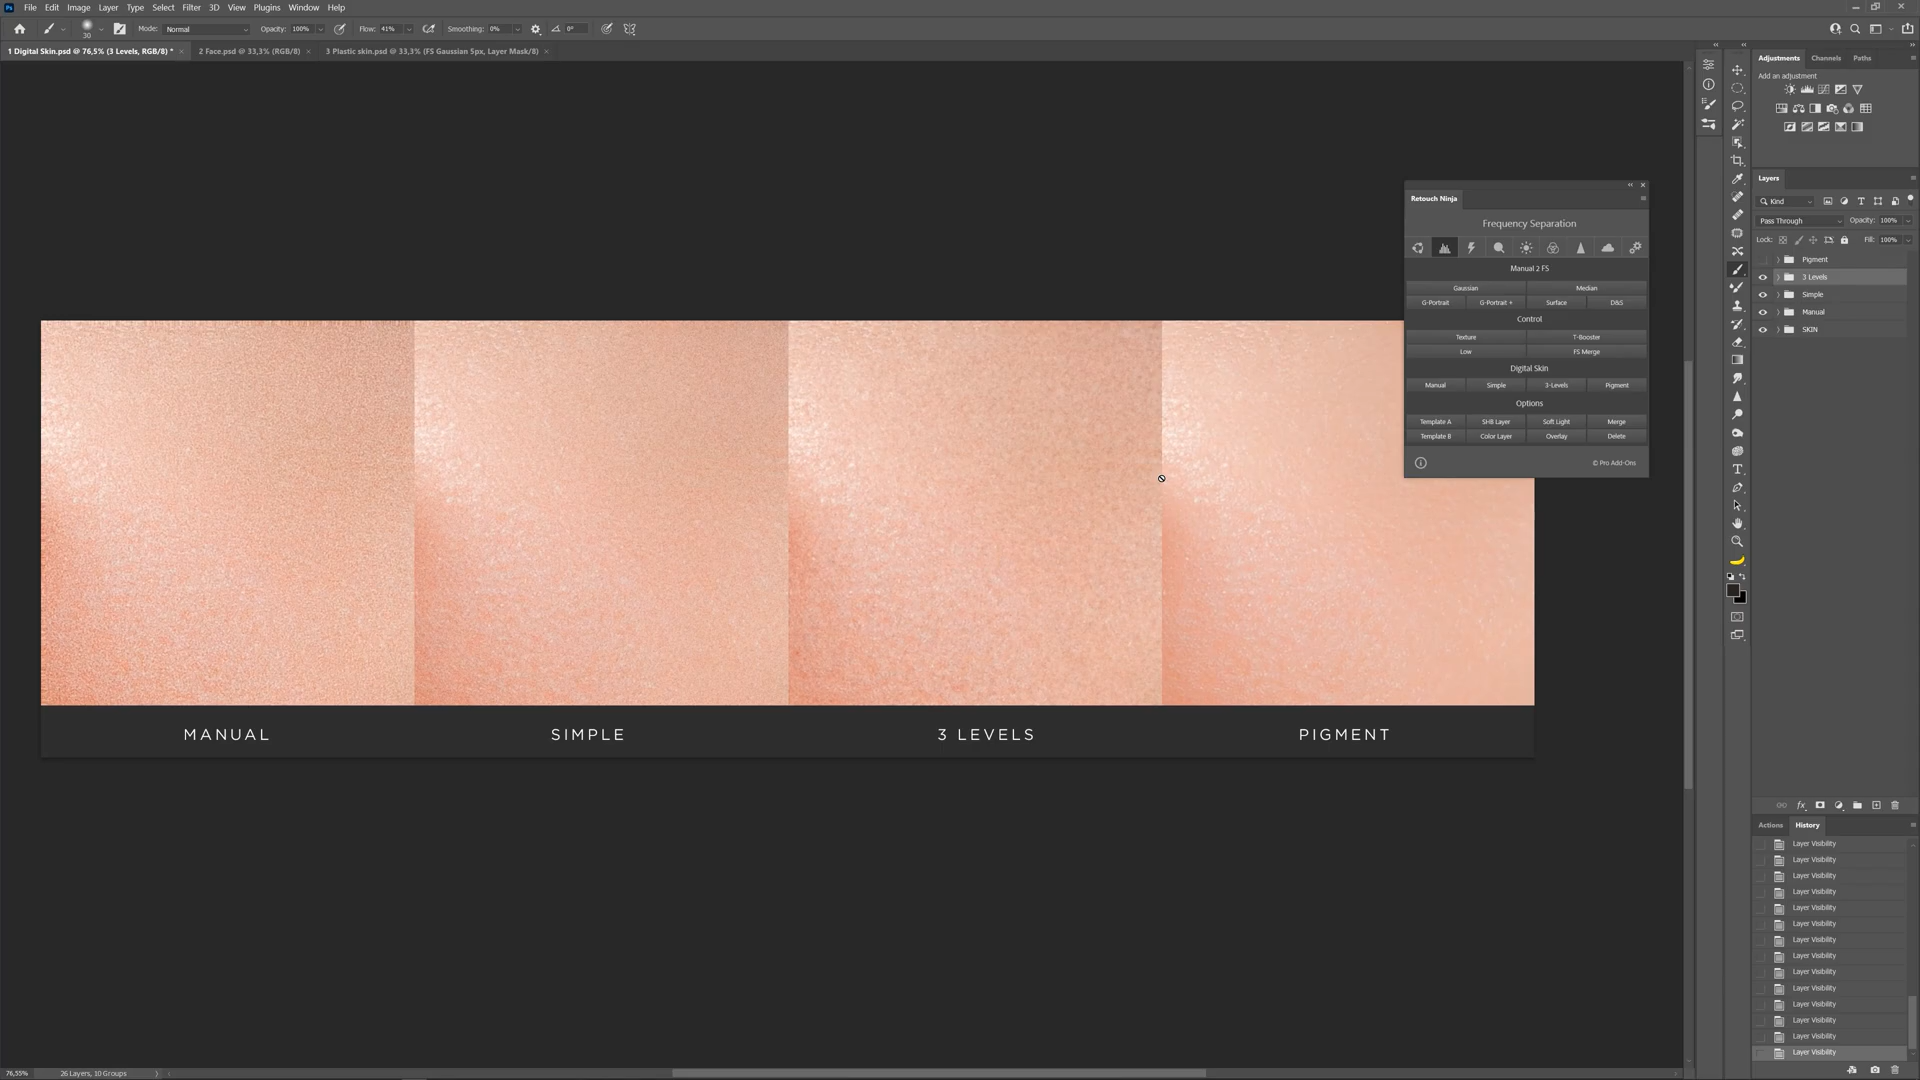 Ps File Edit Image Layer Type Select Filter 3D View Plugins Window Help
30 Mode: Normal Opacity: 100% Flow: 41% Smoothing: 0% 0°
1 Digital Skin.psd @ 76,5% (3 Levels, RGB/8) * × 2 Face.psd @ 33,3% (RGB/8) × 3 Plastic skin.psd @ 33,3% (FS Gaussian 5px, Layer Mask/8) ×
Adjustments Channels Paths
Add an adjustment
Layers
Kind
Pass Through Opacity: 100%
Lock: Fill: 100%
Pigment
3 Levels
Simple
Manual
SKIN
Retouch Ninja
Frequency Separation
Manual 2 FS
Gaussian Median
G-Portrait G-Portrait + Surface D&S
Control
Texture T-Booster
Low FS Merge
Digital Skin
Manual Simple 3-Levels Pigment
Options
Template A SHB Layer Soft Light Merge
Template B Color Layer Overlay Delete
© Pro Add-Ons
MANUAL SIMPLE 3 LEVELS PIGMENT
fx
Actions History
Layer Visibility
Layer Visibility
Layer Visibility
Layer Visibility
Layer Visibility
Layer Visibility
Layer Visibility
Layer Visibility
Layer Visibility
Layer Visibility
Layer Visibility
Layer Visibility
Layer Visibility
Layer Visibility
76,55% 26 Layers, 10 Groups